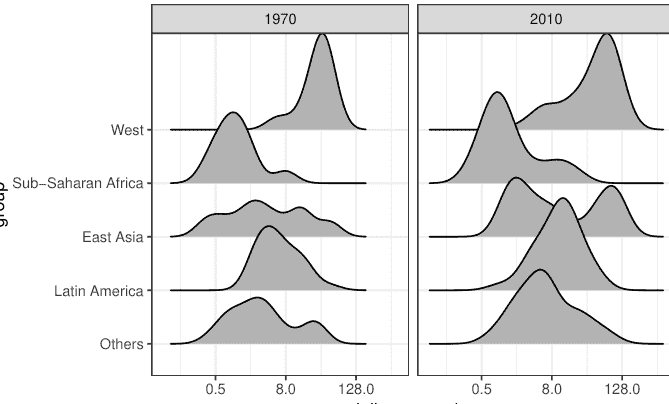 1970 2010
West
Sub−Saharan Africa
East Asia
Latin America
Others
group
0.5 8.0 128.0 0.5 8.0 128.0